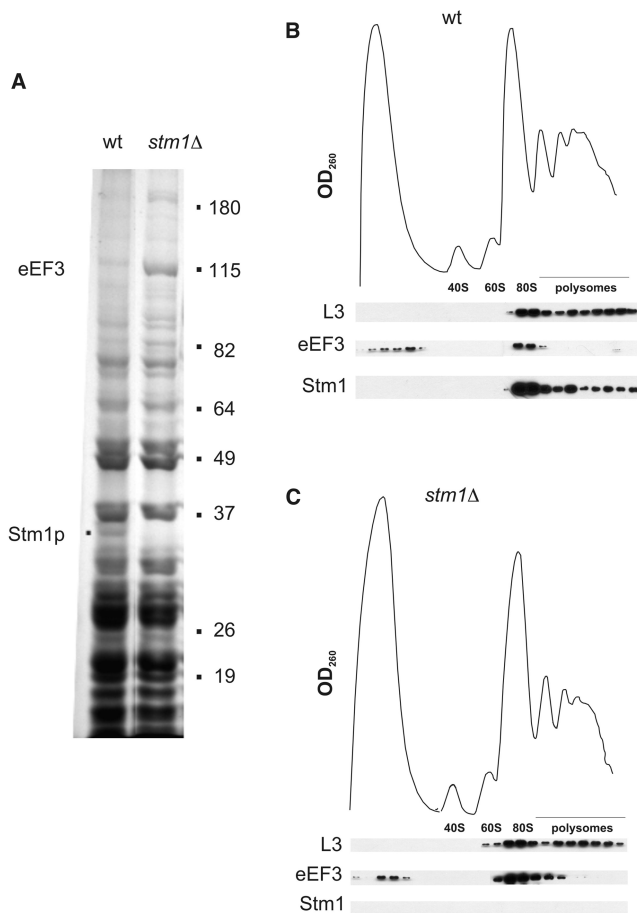 A
wt stm1Δ
eEF3
180
115
82
64
49
37
Stm1p
26
19
B
wt
OD260
40S 60S 80S polysomes
L3
eEF3
Stm1
C
stm1Δ
OD260
40S 60S 80S polysomes
L3
eEF3
Stm1